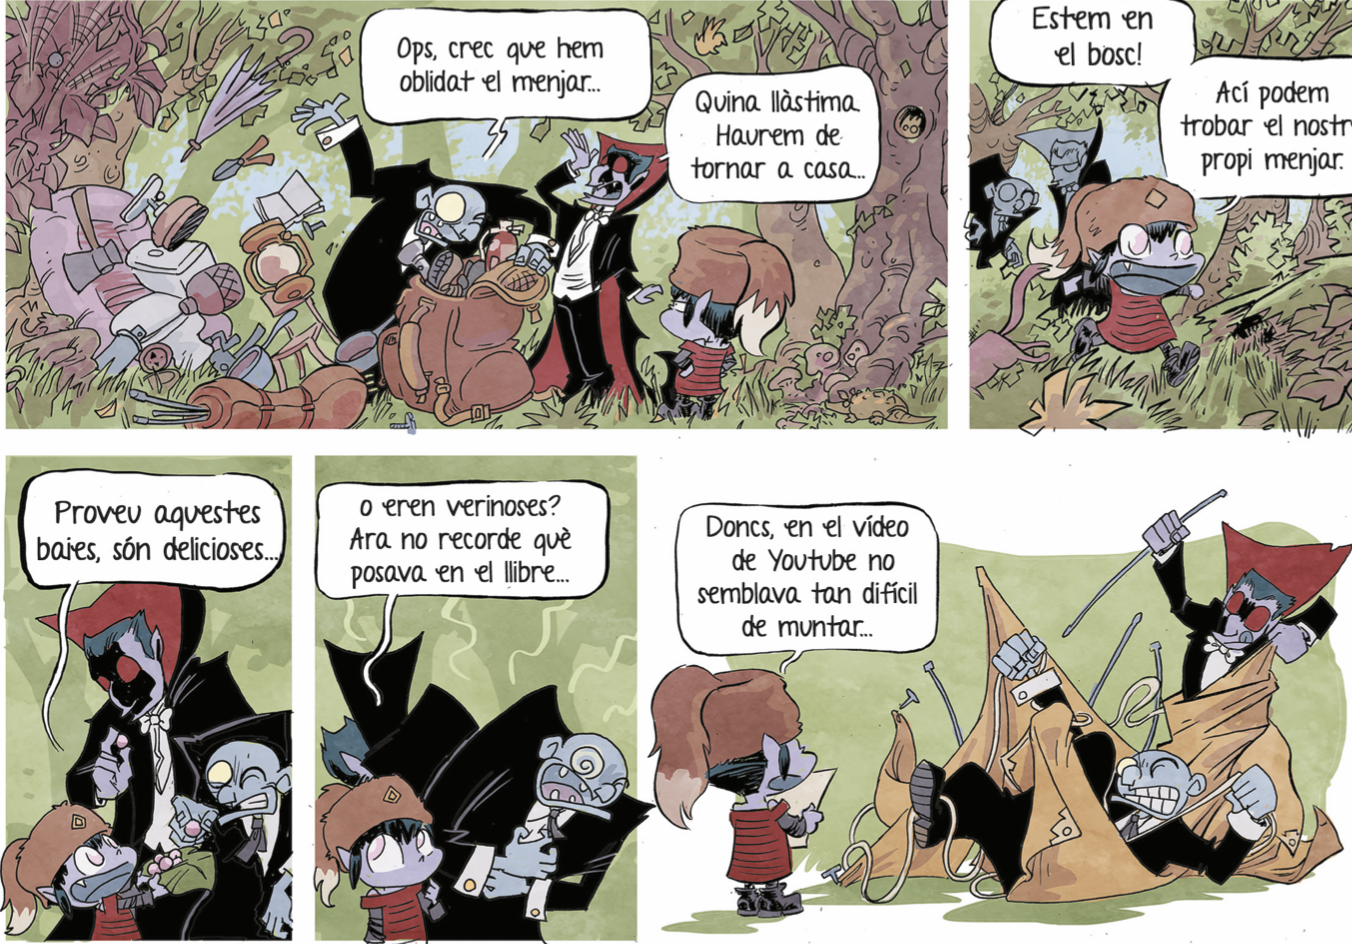 Ops, crec que hem
oblidat el menjar...
Quina llàstima.
Haurem de
tornar a casa...
Estem en
el bosc!
Ací podem
trobar el nostr
propi menjar.
Proveu aquestes
baies, són delicioses...
o eren verinoses?
Ara no recorde què
posava en el llibre...
Doncs, en el vídeo
de Youtube no
semblava tan difícil
de muntar...